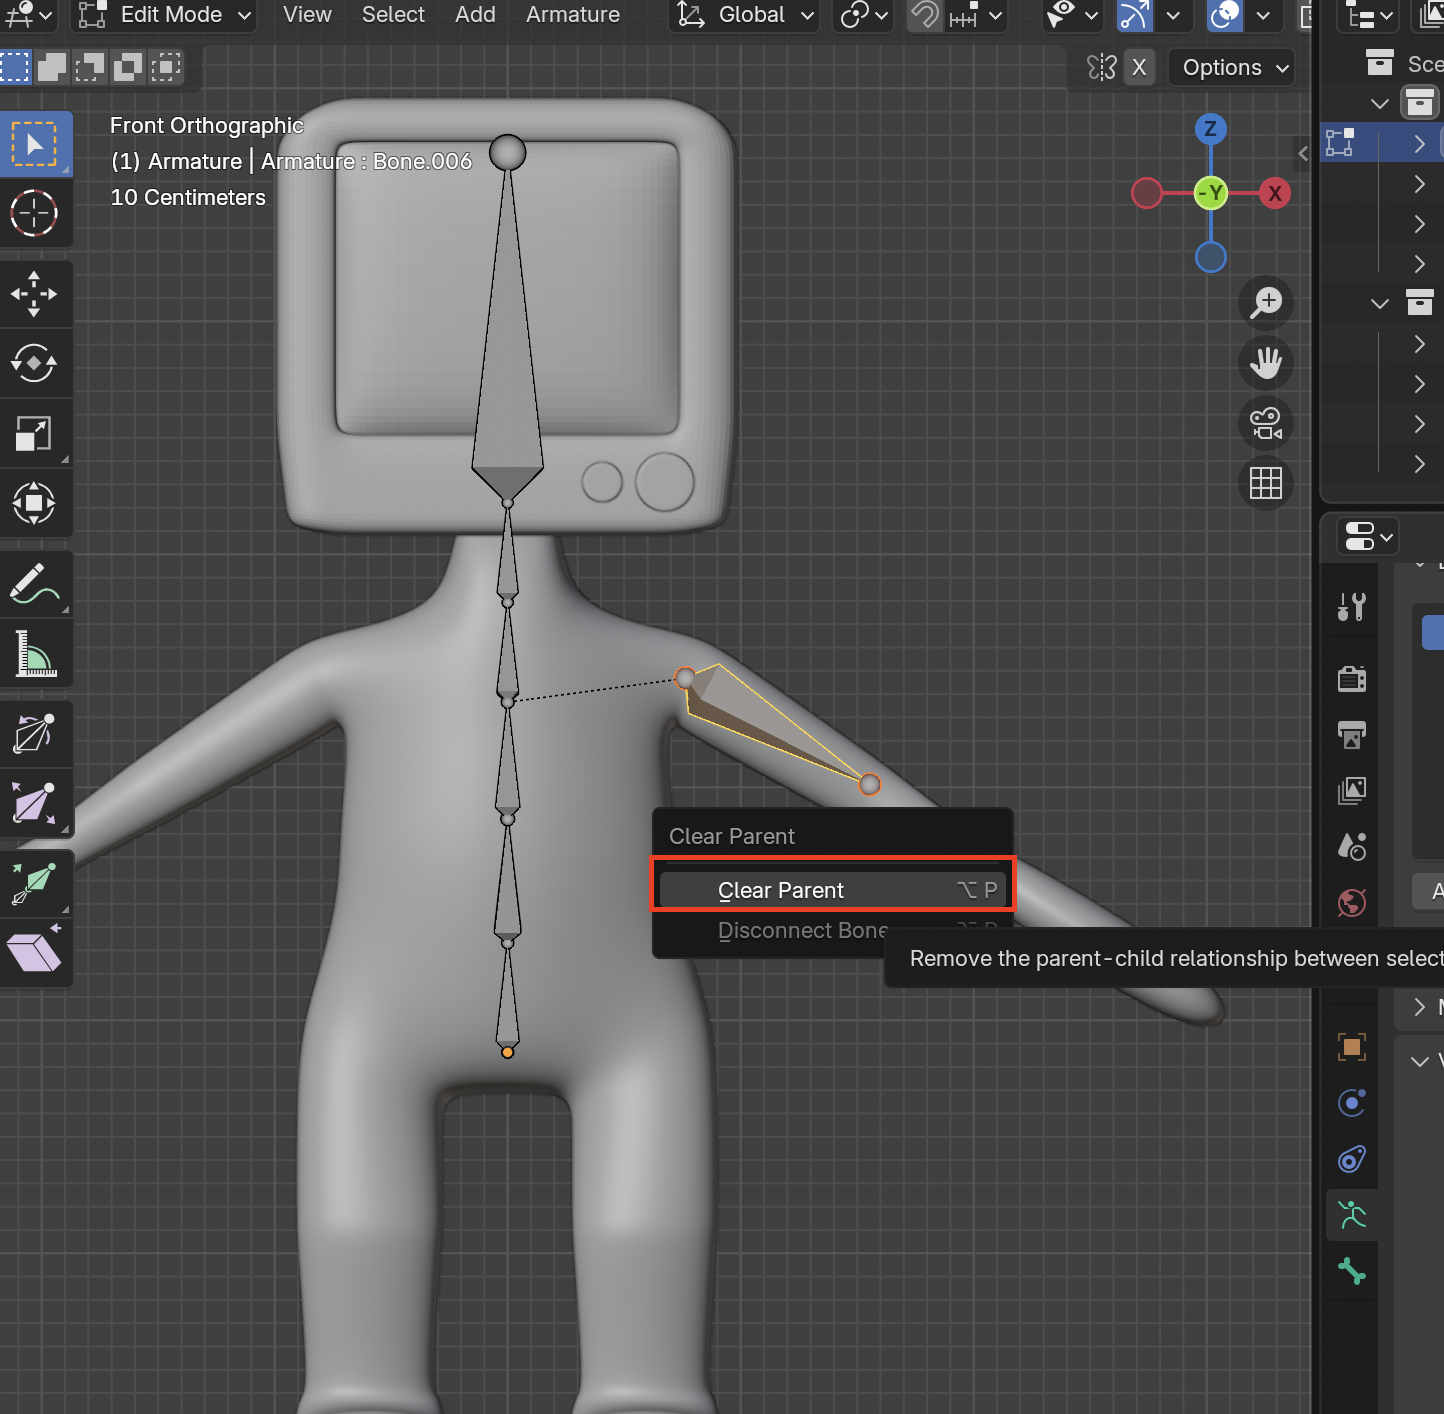 Edit Mode View Select Add Armature Global
X Options
Sce
Front Orthographic
(1) Armature | Armature : Bone.006
10 Centimeters
Z
-Y X
Clear Parent
Clear Parent ⌥ P
Disconnect Bone ⌥ P
Remove the parent-child relationship between select
A